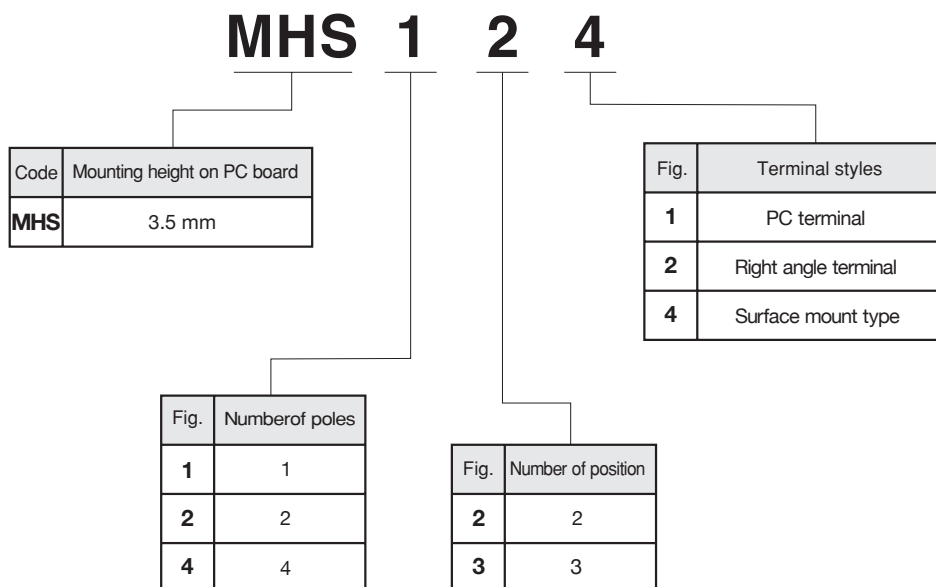 MHS 1 2 4
Code Mounting height on PC board
MHS 3.5 mm
Fig. Terminal styles
1 PC terminal
2 Right angle terminal
4 Surface mount type
Fig. Numberof poles
1 1
2 2
4 4
Fig. Number of position
2 2
3 3